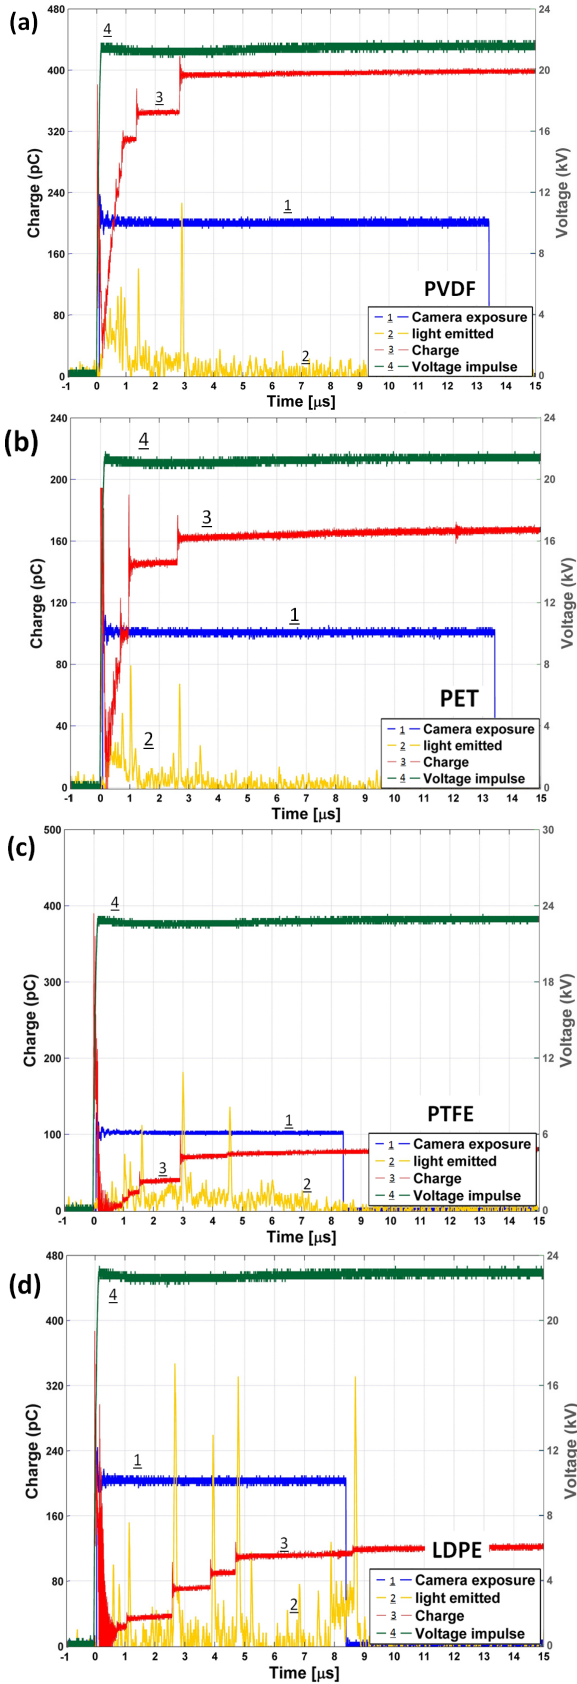 (a)
480
400
320
240
160
80
0
24
20
16
12
8
4
0
Charge (pC)
Voltage (kV)
4
3
1
2
PVDF
1 Camera exposure
2 light emitted
3 Charge
4 Voltage impulse
-1 0 1 2 3 4 5 6 7 8 9 10 11 12 13 14 15
Time [μs]
(b)
240
200
160
120
80
40
0
24
20
16
12
8
4
0
Charge (pC)
Voltage (kV)
4
3
1
2
PET
1 Camera exposure
2 light emitted
3 Charge
4 Voltage impulse
-1 0 1 2 3 4 5 6 7 8 9 10 11 12 13 14 15
Time [μs]
(c)
500
400
300
200
100
0
30
24
18
12
6
0
Charge (pC)
Voltage (kV)
4
1
3
2
PTFE
1 Camera exposure
2 light emitted
3 Charge
4 Voltage impulse
-1 0 1 2 3 4 5 6 7 8 9 10 11 12 13 14 15
Time [μs]
(d)
480
400
320
240
160
80
0
24
20
16
12
8
4
0
Charge (pC)
Voltage (kV)
4
1
3
2
LDPE
1 Camera exposure
2 light emitted
3 Charge
4 Voltage impulse
-1 0 1 2 3 4 5 6 7 8 9 10 11 12 13 14 15
Time [μs]